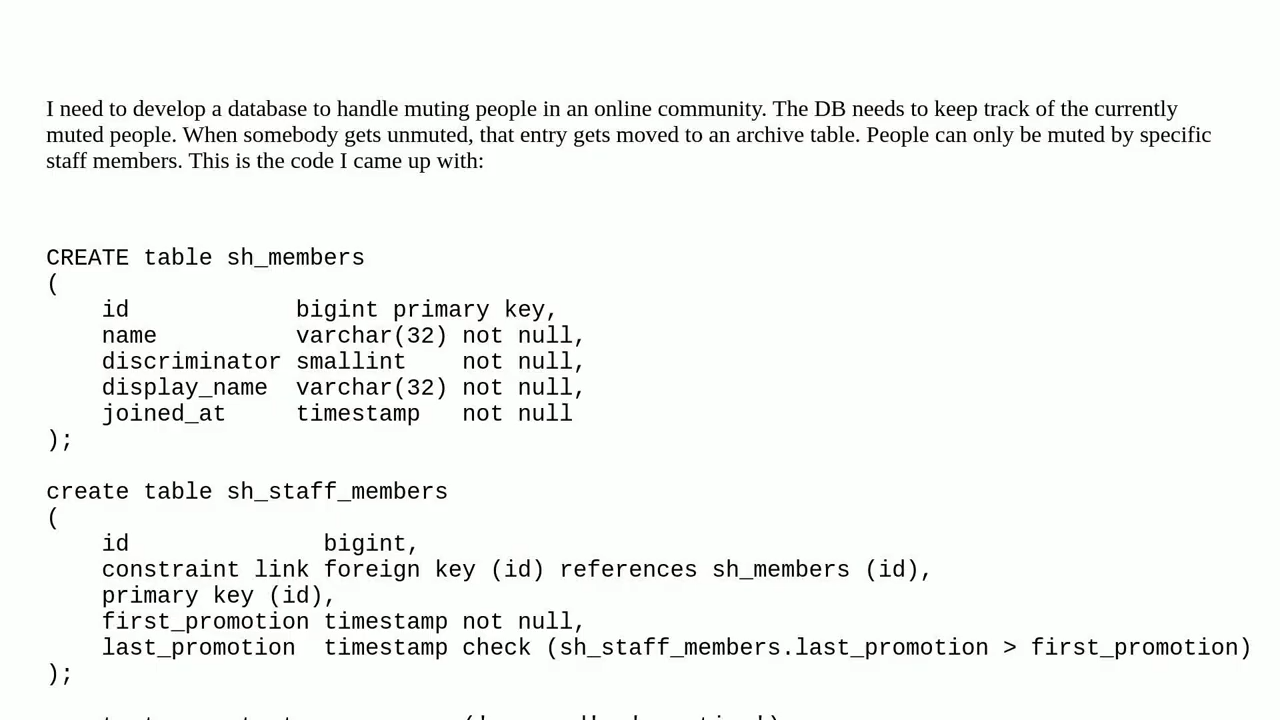 I need to develop a database to handle muting people in an online community. The DB needs to keep track of the currently
muted people. When somebody gets unmuted, that entry gets moved to an archive table. People can only be muted by specific
staff members. This is the code I came up with:
CREATE table sh_members
(
    id            bigint primary key,
    name          varchar(32) not null,
    discriminator smallint    not null,
    display_name  varchar(32) not null,
    joined_at     timestamp   not null
);
create table sh_staff_members
(
    id              bigint,
    constraint link foreign key (id) references sh_members (id),
    primary key (id),
    first_promotion timestamp not null,
    last_promotion  timestamp check (sh_staff_members.last_promotion > first_promotion)
);